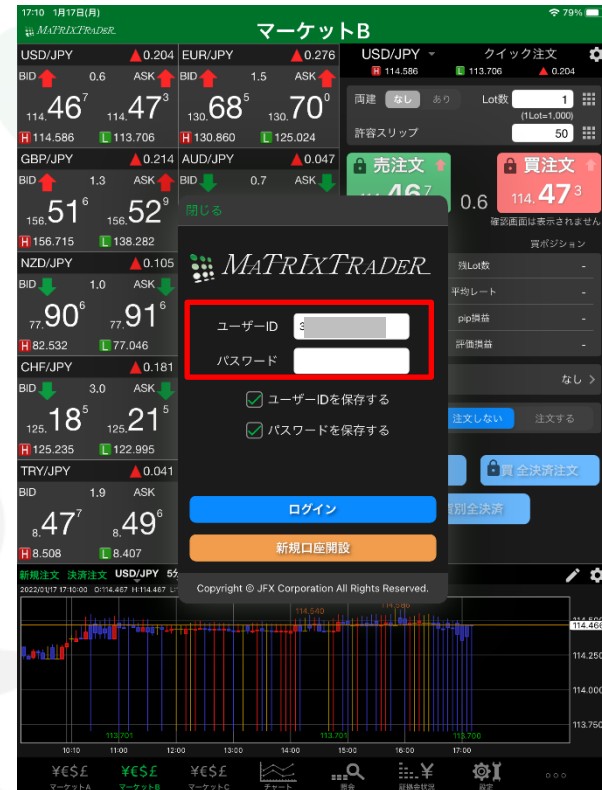 17:10 1月17日(月)
79%
MATRIXTRADER
マーケットB
USD/JPY 0.204
BID 0.6 ASK
114.46 7 114.47 3
H 114.586 L 113.706
EUR/JPY 0.276
BID 1.5 ASK
130.68 5 130.70 0
H 130.860 L 125.024
GBP/JPY 0.214
BID 1.3 ASK
156.51 6 156.52 9
H 156.715 L 138.282
AUD/JPY 0.047
BID 0.7 ASK
NZD/JPY 0.105
BID 1.0 ASK
77.90 6 77.91 6
H 82.532 L 77.046
CHF/JPY 0.181
BID 3.0 ASK
125.18 5 125.21 5
H 125.235 L 122.995
TRY/JPY 0.041
BID 1.9 ASK
8.47 7 8.49 6
H 8.508 L 8.407
USD/JPY クイック注文
H 114.586 L 113.706 0.204
両建 なし あり Lot数 1
(1Lot=1,000)
許容スリップ 50
売注文 買注文
46 7 0.6 114.47 3
確認画面は表示されません
買ポジション
残Lot数 -
平均レート -
pip損益 -
評価損益 -
なし
注文しない 注文する
買 全決済注文
別全決済
閉じる
MATRIXTRADER
ユーザーID 3
パスワード
ユーザーIDを保存する
パスワードを保存する
ログイン
新規口座開設
Copyright © JFX Corporation All Rights Reserved.
新規注文 決済注文 USD/JPY 5分
2022/01/17 17:10:00 O:114.467 H:114.467
114.540
114.586
114.466
114.250
114.000
113.750
113.701 113.701 113.700
10:10 11:00 12:00 13:00 14:00 15:00 16:00 17:00
¥€$£ ¥€$£ ¥€$£
マーケットA マーケットB マーケットC チャート 照会 証拠金状況 設定